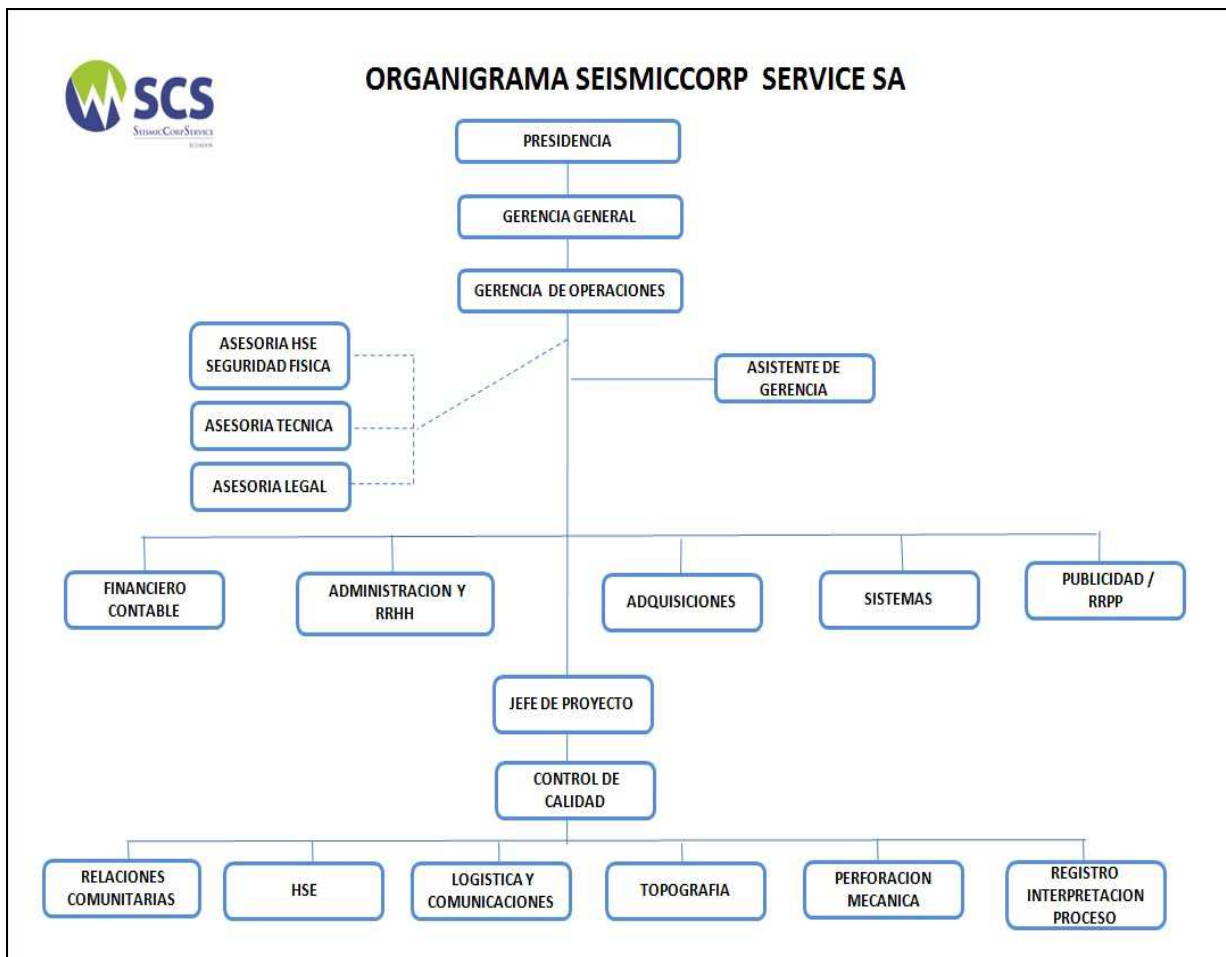 ORGANIGRAMA SEISMICCORP SERVICE SA
SCS
SEISMICCORPSERVICE
ECUADOR
PRESIDENCIA
GERENCIA GENERAL
GERENCIA DE OPERACIONES
ASESORIA HSE
SEGURIDAD FISICA
ASISTENTE DE
GERENCIA
ASESORIA TECNICA
ASESORIA LEGAL
FINANCIERO
CONTABLE
ADMINISTRACION Y
RRHH
ADQUISICIONES
SISTEMAS
PUBLICIDAD /
RRPP
JEFE DE PROYECTO
CONTROL DE
CALIDAD
RELACIONES
COMUNITARIAS
HSE
LOGISTICA Y
COMUNICACIONES
TOPOGRAFIA
PERFORACION
MECANICA
REGISTRO
INTERPRETACION
PROCESO